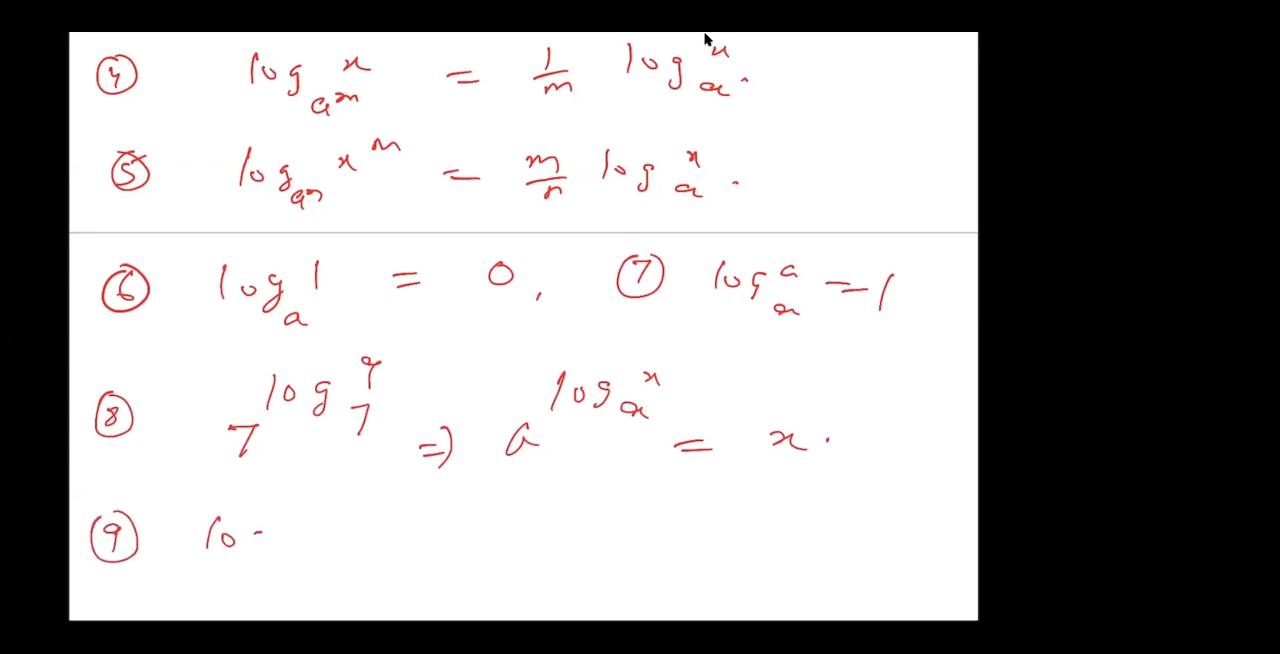 ④ log_{a^m} x = 1/m log_a x.
⑤ log_{a^n} x^m = m/n log_a x.
⑥ log_a 1 = 0, ⑦ log_a a = 1
⑧ 7^{log_7 9} => a^{log_a x} = x.
⑨ lo